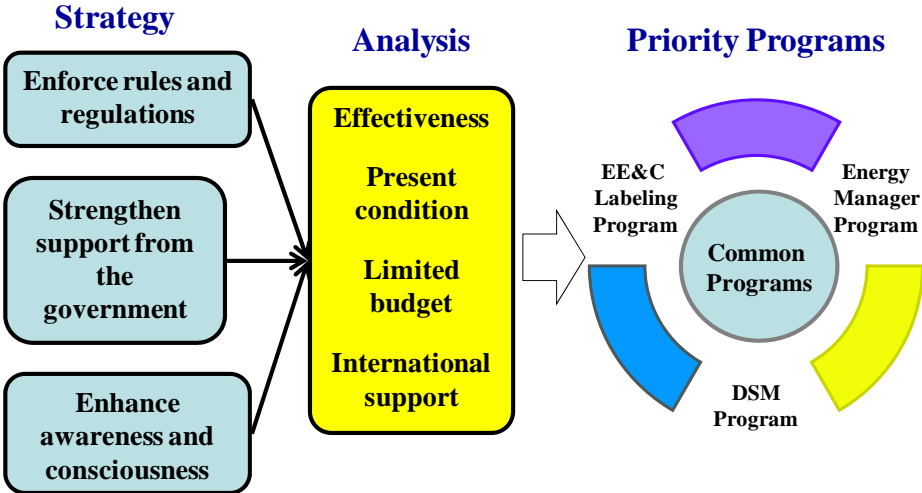 Strategy
Enforce rules and
regulations
Strengthen
support from
the
government
Enhance
awareness and
consciousness
Analysis
Effectiveness
Present
condition
Limited
budget
International
support
Priority Programs
EE&C
Labeling
Program
Energy
Manager
Program
Common
Programs
DSM
Program